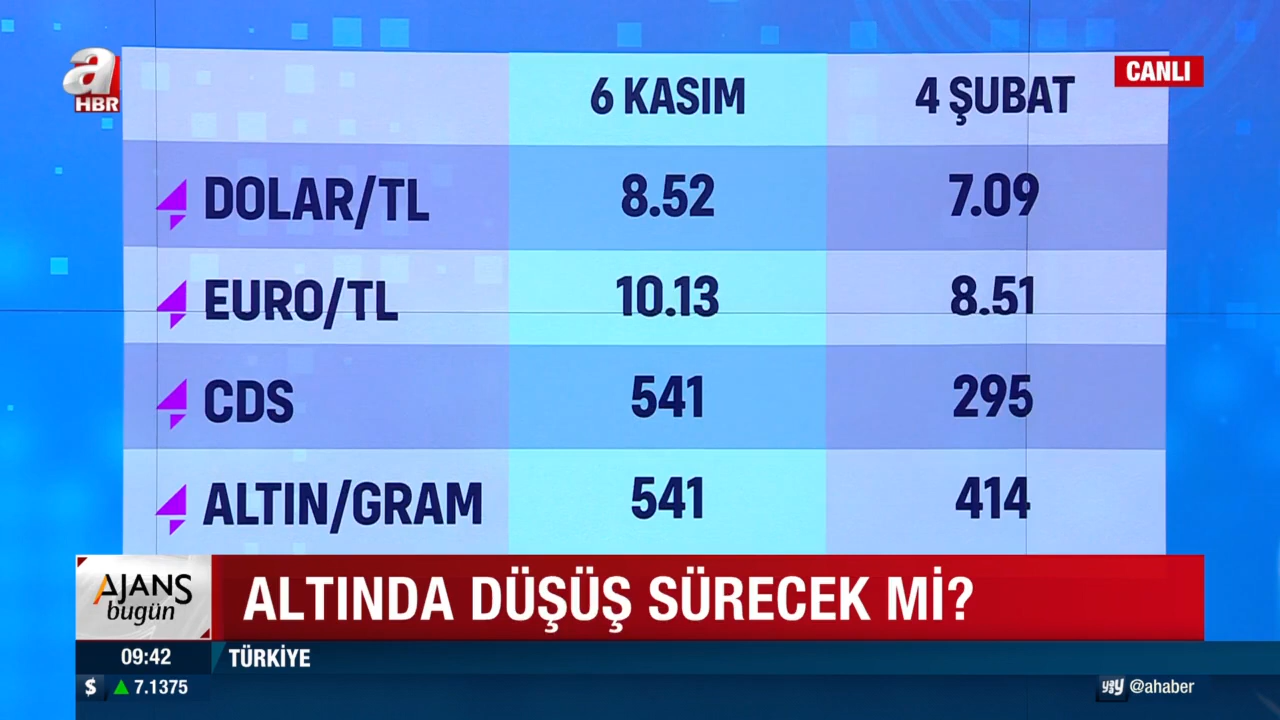 a
HBR
CANLI
6 KASIM 4 ŞUBAT
DOLAR/TL 8.52 7.09
EURO/TL 10.13 8.51
CDS 541 295
ALTIN/GRAM 541 414
AJANS
bugün
ALTINDA DÜŞÜŞ SÜRECEK Mİ?
09:42 TÜRKİYE
$ 7.1375
@ahaber